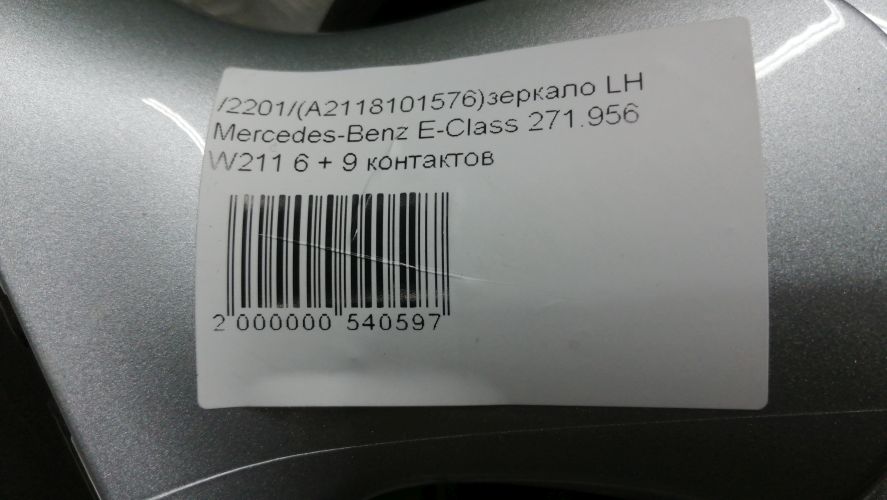 /2201/(A2118101576)зеркало LH
Mercedes-Benz E-Class 271.956
W211 6 + 9 контактов
2 000000 540597